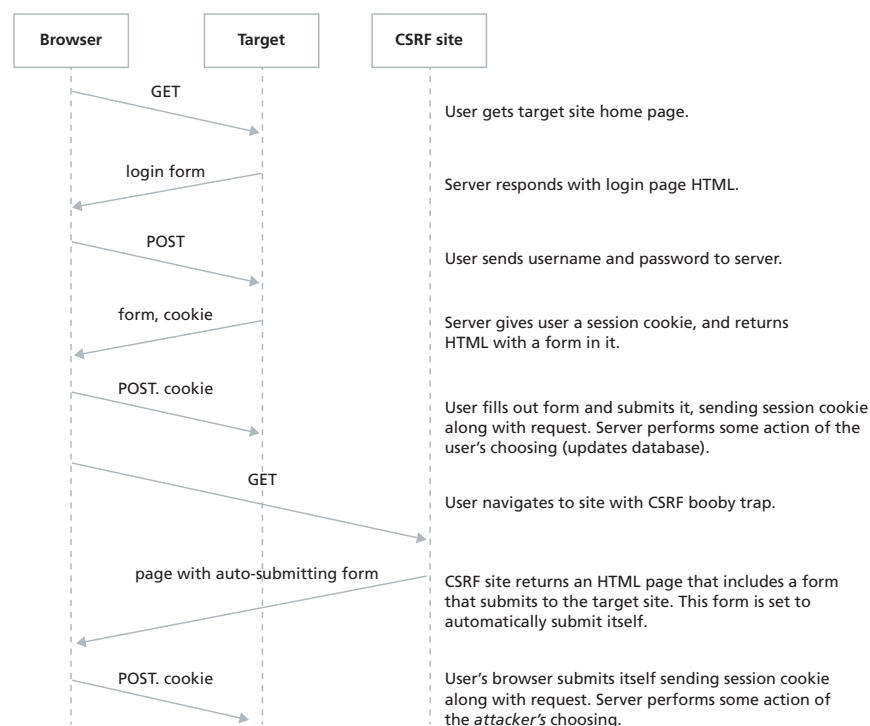 Browser
Target
CSRF site
GET
User gets target site home page.
login form
Server responds with login page HTML.
POST
User sends username and password to server.
form, cookie
Server gives user a session cookie, and returns
HTML with a form in it.
POST. cookie
User fills out form and submits it, sending session cookie
along with request. Server performs some action of the
user's choosing (updates database).
GET
User navigates to site with CSRF booby trap.
page with auto-submitting form
CSRF site returns an HTML page that includes a form
that submits to the target site. This form is set to
automatically submit itself.
POST. cookie
User's browser submits itself sending session cookie
along with request. Server performs some action of
the attacker's choosing.